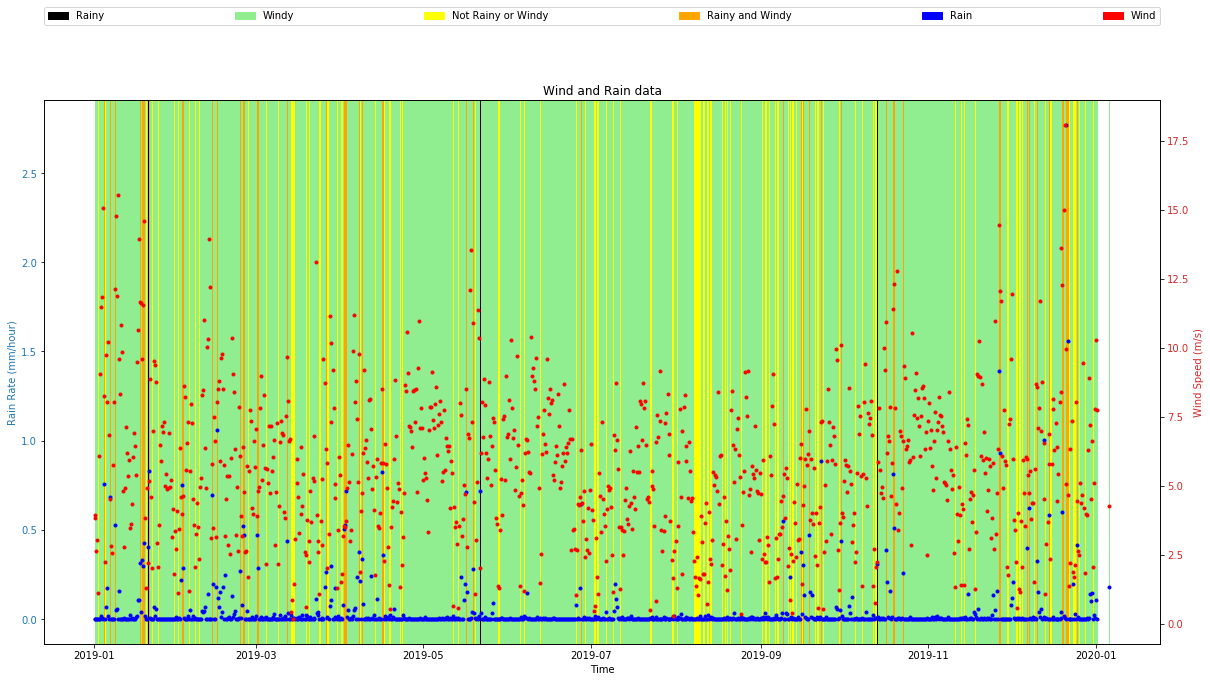 Rainy Windy Not Rainy or Windy Rainy and Windy Rain Wind
Wind and Rain data
Rain Rate (mm/hour)
2.5
2.0
1.5
1.0
0.5
0.0
17.5
15.0
12.5
10.0
7.5
5.0
2.5
0.0
Wind Speed (m/s)
2019-01 2019-03 2019-05 2019-07 2019-09 2019-11 2020-01
Time